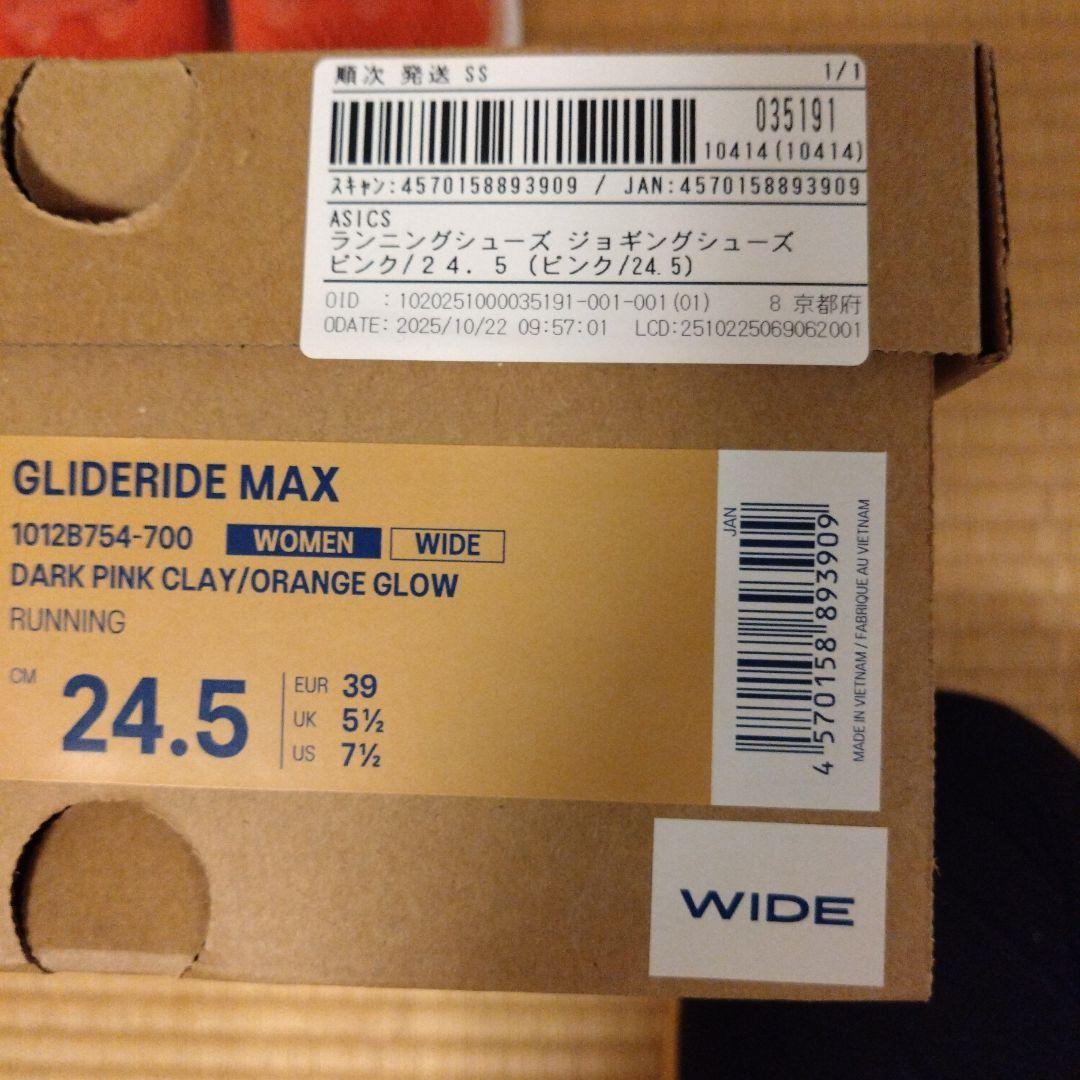 順次 発送 SS 1/1
035191
10414(10414)
スキャン:4570158893909 / JAN:4570158893909
ASICS
ランニングシューズ ジョギングシューズ
ピンク/24.5 (ピンク/24.5)
OID :1020251000035191-001-001(01) 8 京都府
ODATE: 2025/10/22 09:57:01 LCD:2510225069062001
GLIDERIDE MAX
1012B754-700 WOMEN WIDE
DARK PINK CLAY/ORANGE GLOW
RUNNING
CM 24.5
EUR 39
UK 5½
US 7½
JAN
4 570158 893909
MADE IN VIETNAM / FABRIQUE AU VIETNAM
WIDE